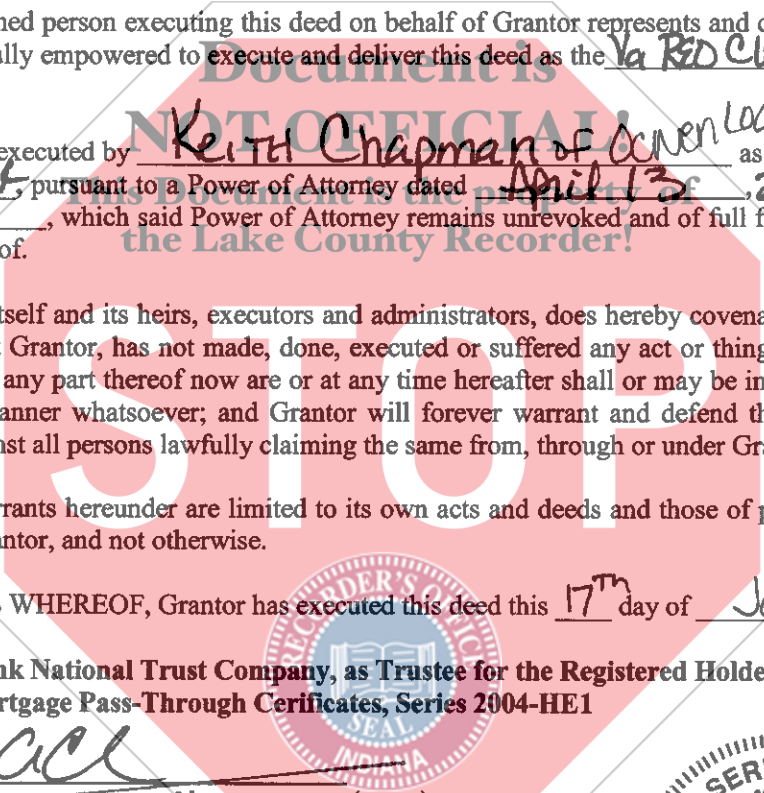 ned person executing this deed on behalf of Grantor represents and c
ully empowered to execute and deliver this deed as the Va REO Cl
Document is
NOT OFFICIAL!
executed by Keith Chapman of Ocwen Loa as
, pursuant to a Power of Attorney dated April 13, 2
This Document is the property of
, which said Power of Attorney remains unrevoked and of full f
the Lake County Recorder!
of.
tself and its heirs, executors and administrators, does hereby covena
Grantor, has not made, done, executed or suffered any act or thing
any part thereof now are or at any time hereafter shall or may be in
anner whatsoever; and Grantor will forever warrant and defend th
nst all persons lawfully claiming the same from, through or under Gr
STOP
rrants hereunder are limited to its own acts and deeds and those of p
antor, and not otherwise.
WHEREOF, Grantor has executed this deed this 17th day of J
RECORDER'S OFFICE
SEAL
INDIANA
nk National Trust Company, as Trustee for the Registered Holde
rtgage Pass-Through Cerificates, Series 2004-HE1
SER